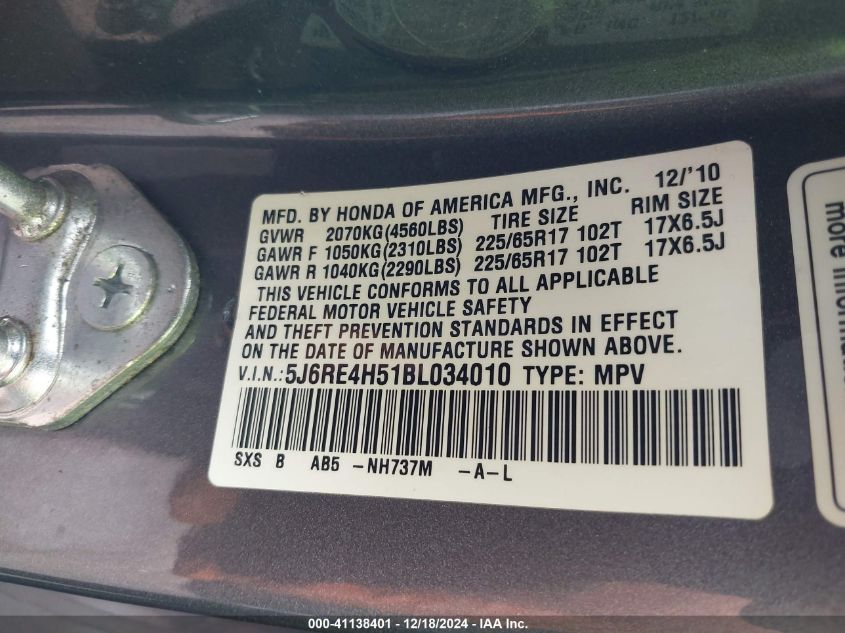 MFD. BY HONDA OF AMERICA MFG., INC. 12/'10
GVWR 2070KG(4560LBS) TIRE SIZE RIM SIZE
GAWR F 1050KG(2310LBS) 225/65R17 102T 17X6.5J
GAWR R 1040KG(2290LBS) 225/65R17 102T 17X6.5J
THIS VEHICLE CONFORMS TO ALL APPLICABLE
FEDERAL MOTOR VEHICLE SAFETY
AND THEFT PREVENTION STANDARDS IN EFFECT
ON THE DATE OF MANUFACTURE SHOWN ABOVE.
V.I.N.:5J6RE4H51BL034010 TYPE: MPV
SXS B AB5 -NH737M -A-L
more
000-41138401 - 12/18/2024 - IAA Inc.